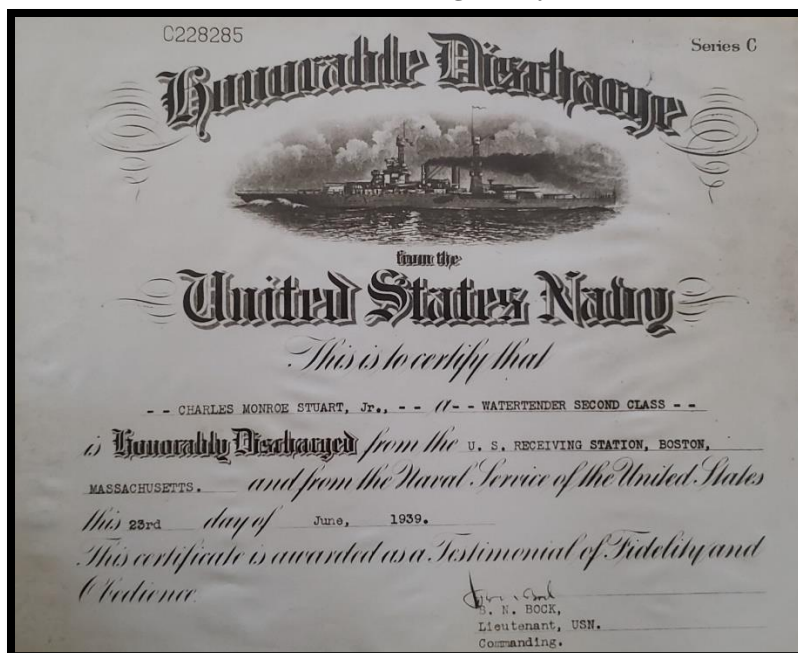 C228285
Series C
Honorable Discharge
from the
United States Navy
This is to certify that
- - CHARLES MONROE STUART, Jr., - - a - - WATERTENDER SECOND CLASS - -
is Honorably Discharged from the U. S. RECEIVING STATION, BOSTON,
MASSACHUSETTS. and from the Naval Service of the United States
this 23rd day of June, 1939.
This certificate is awarded as a Testimonial of Fidelity and
Obedience.
N. BOCK,
Lieutenant, USN.
Commanding.